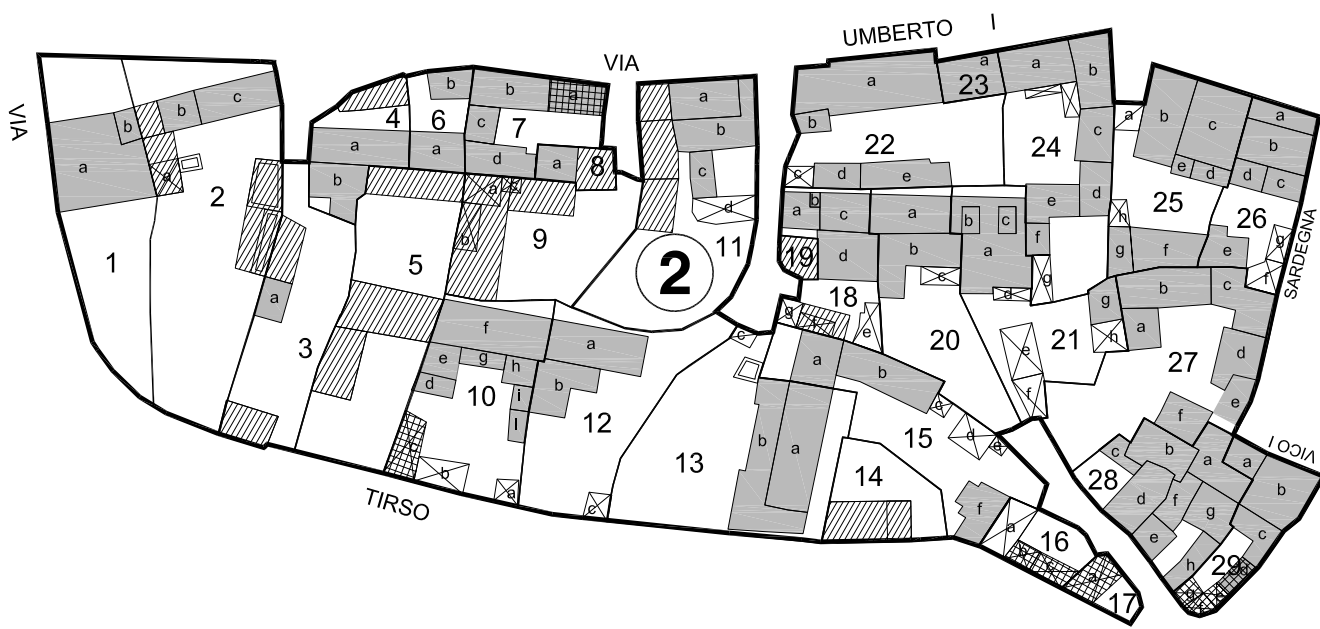 UMBERTO I
VIA
VIA
TIRSO
SARDEGNA
VICO I
2
1
a
b
2
b
c
a
3
a
b
4
a
5
6
b
a
7
b
a
c
d
8
a
9
a
c
b
10
f
e
g
h
d
i
l
c
b
a
11
a
b
c
d
12
a
b
c
13
c
b
a
14
15
a
b
c
d
e
f
16
a
b
c
17
a
18
a
b
c
d
g
f
e
19
20
a
b
c
21
a
b
c
d
e
f
g
e
f
g
h
22
a
b
c
d
e
23
a
24
a
b
c
d
25
a
b
c
e
d
h
g
f
26
a
b
c
d
e
g
f
27
a
b
c
d
e
f
28
c
b
a
d
f
g
e
h
g
29
a
b
c
d